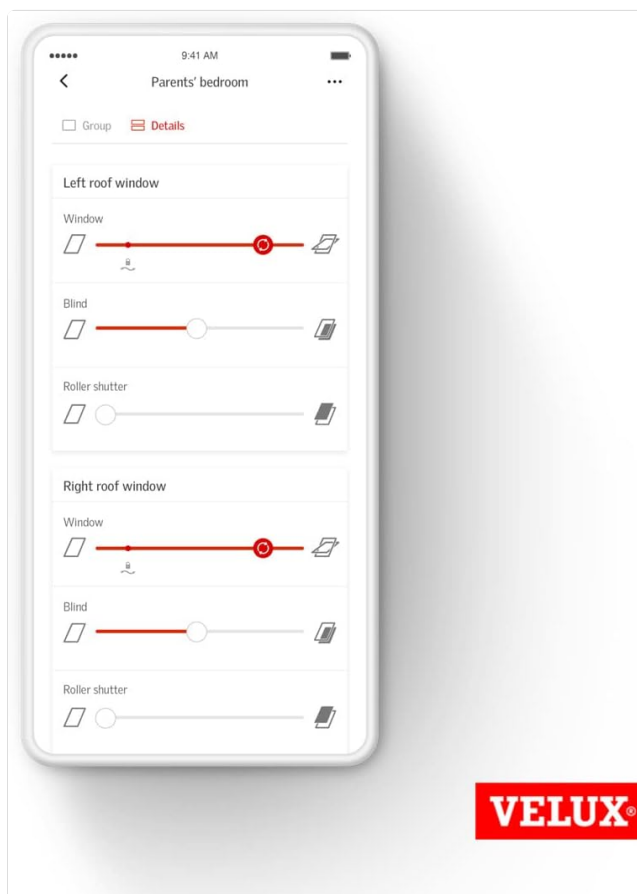 9:41 AM
Parents' bedroom
Group Details
Left roof window
Window
Blind
Roller shutter
Right roof window
Window
Blind
Roller shutter
VELUX®